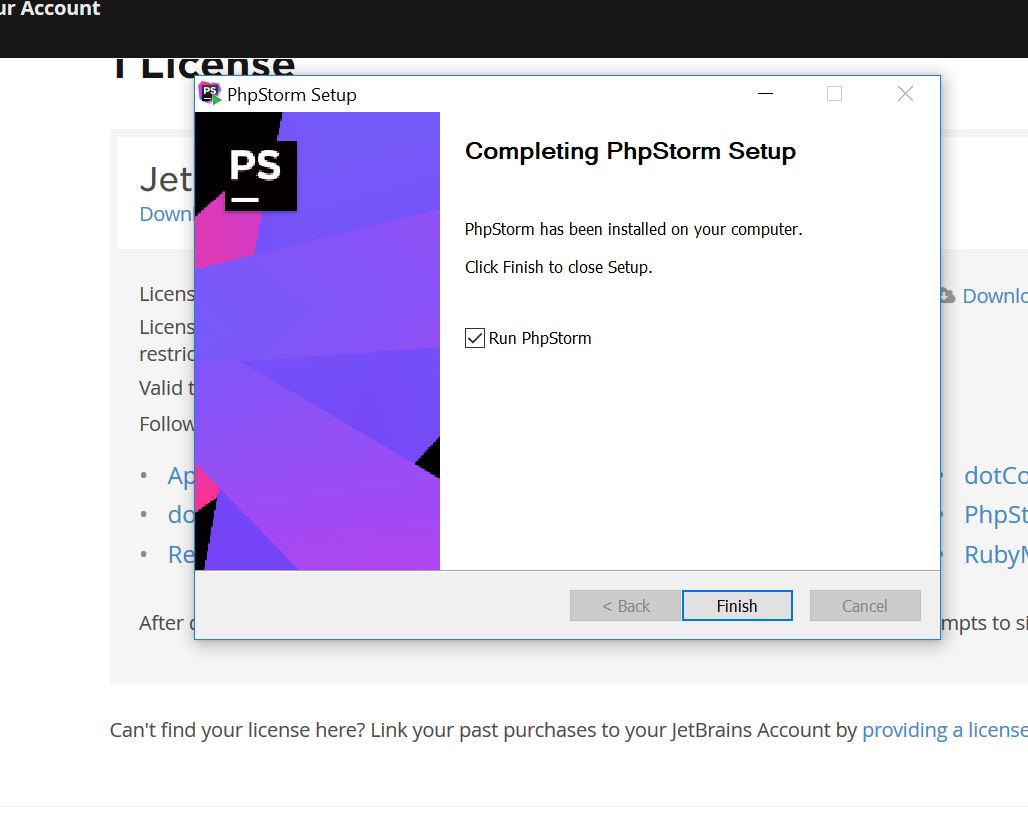 ur Account
1 License
PhpStorm Setup
PS
Completing PhpStorm Setup
PhpStorm has been installed on your computer.
Click Finish to close Setup.
Run PhpStorm
< Back
Finish
Cancel
Jet
Downl
Licens
Downlo
Licens
restric
Valid t
Follow
Ap
dotCo
do
PhpSt
Re
RubyM
After
mpts to si
Can't find your license here? Link your past purchases to your JetBrains Account by providing a license